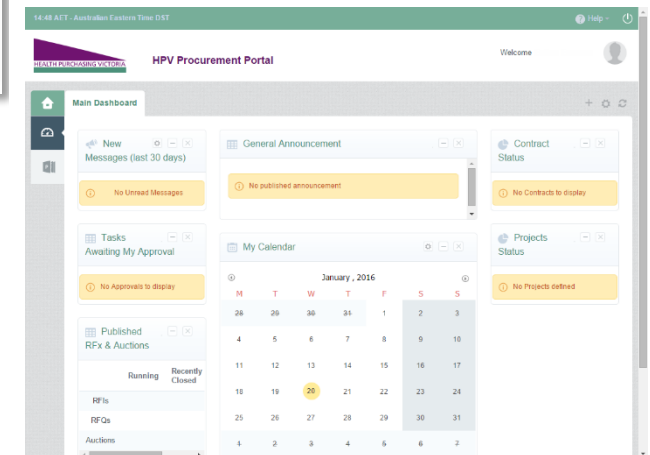 14:48 AET - Australian Eastern Time DST
Help
HEALTH PURCHASING VICTORIA
HPV Procurement Portal
Welcome
Main Dashboard
New
Messages (last 30 days)
No Unread Messages
General Announcement
No published announcement
Contract
Status
No Contracts to display
Tasks
Awaiting My Approval
No Approvals to display
My Calendar
January , 2016
M T W T F S S
28 29 30 31 1 2 3
4 5 6 7 8 9 10
11 12 13 14 15 16 17
18 19 20 21 22 23 24
25 26 27 28 29 30 31
1 2 3 4 5 6 7
Projects
Status
No Projects defined
Published
RFx & Auctions
Running Recently
Closed
RFIs
RFQs
Auctions